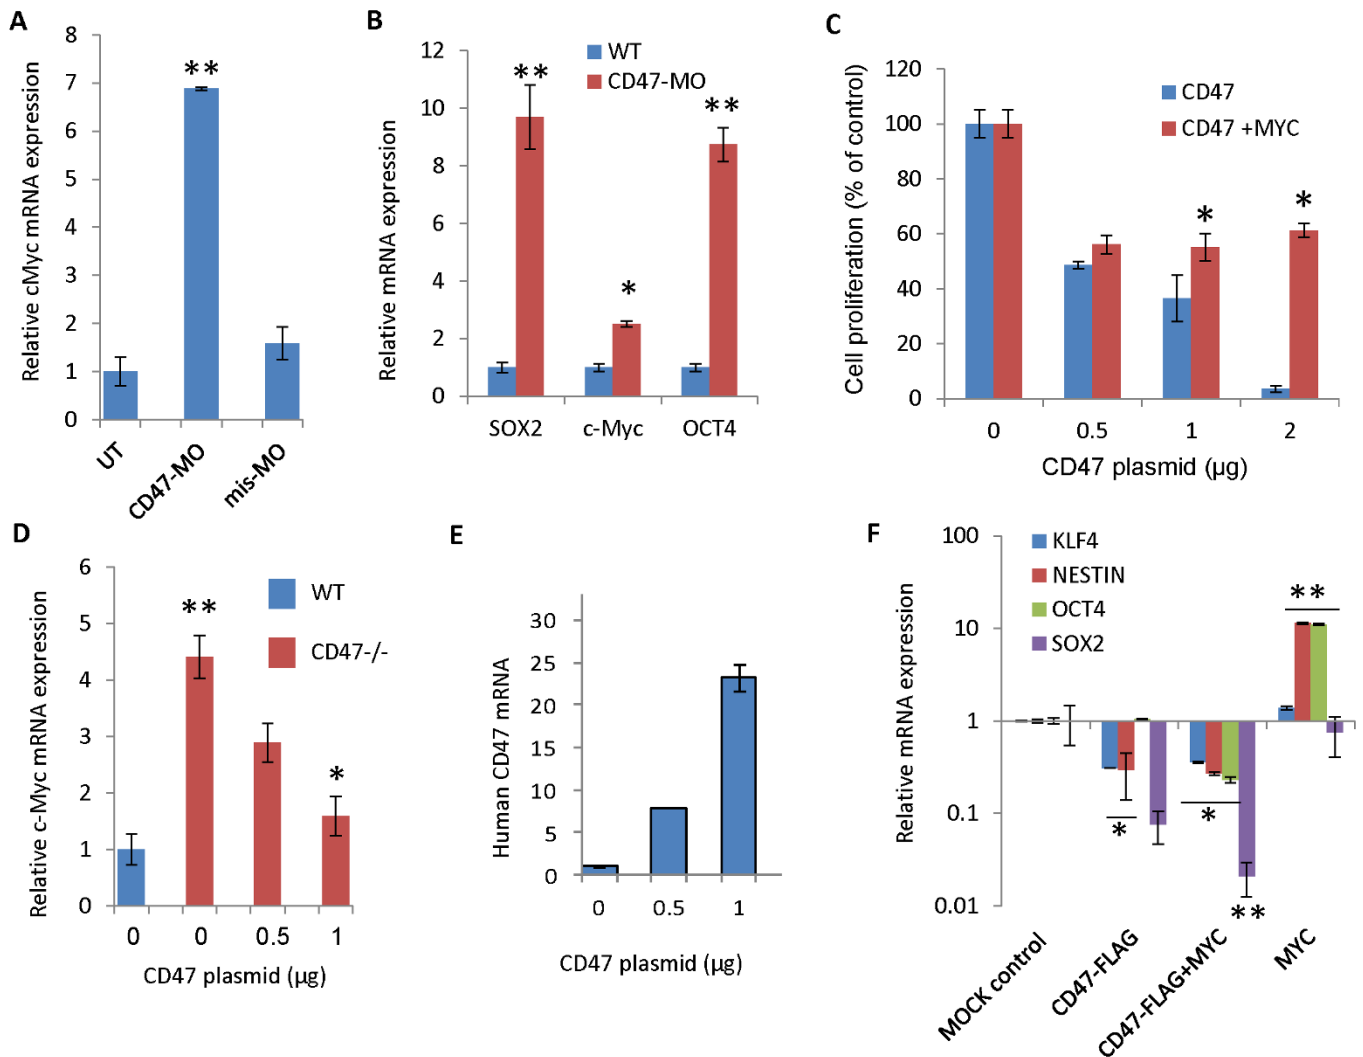 A
Relative cMyc mRNA expression
8
7
6
5
4
3
2
1
0
**
UT
CD47-MO
mis-MO
B
WT
CD47-MO
Relative mRNA expression
12
10
8
6
4
2
0
**
*
**
SOX2
c-Myc
OCT4
C
CD47
CD47 +MYC
Cell proliferation (% of control)
120
100
80
60
40
20
0
*
*
0
0.5
1
2
CD47 plasmid (µg)
D
WT
CD47-/-
Relative c-Myc mRNA expression
6
5
4
3
2
1
0
**
*
0
0
0.5
1
CD47 plasmid (µg)
E
Human CD47 mRNA
30
25
20
15
10
5
0
0
0.5
1
CD47 plasmid (µg)
F
KLF4
NESTIN
OCT4
SOX2
Relative mRNA expression
100
10
1
0.1
0.01
*
*
**
**
MOCK control
CD47-FLAG
CD47-FLAG+MYC
MYC